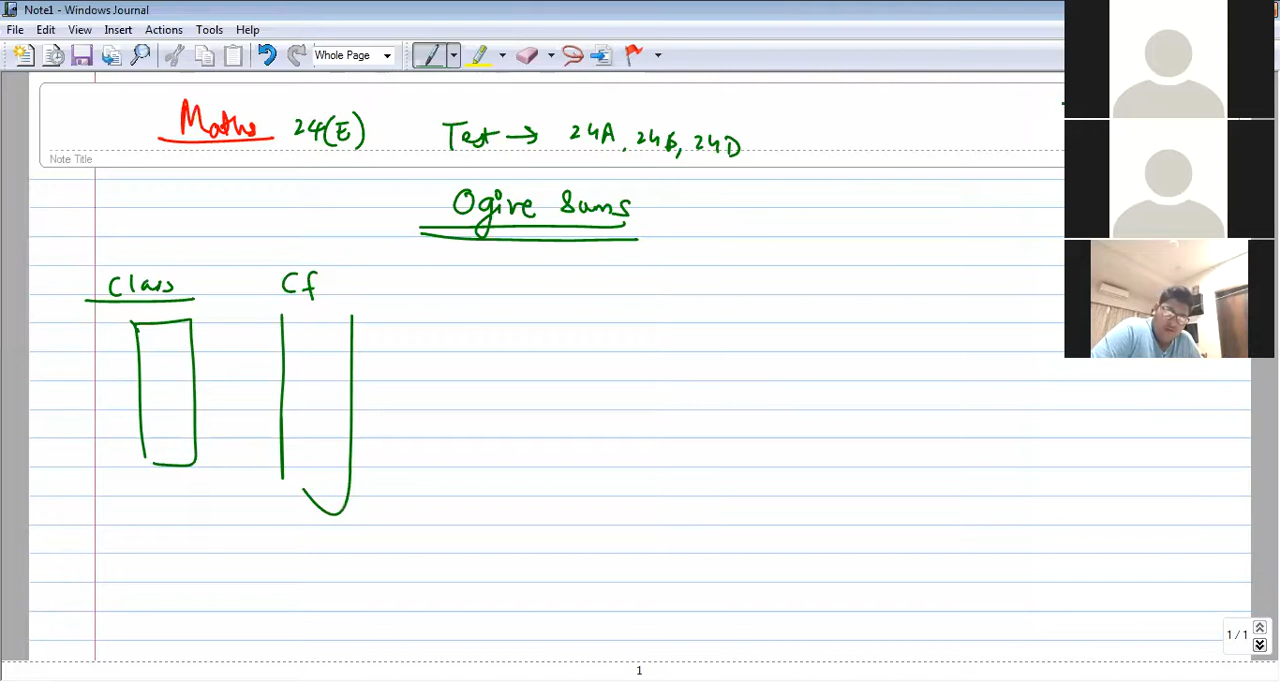 Note1 - Windows Journal
File Edit View Insert Actions Tools Help
Whole Page
Maths 24(E) Test → 24A, 24B, 24D
Note Title
Ogive Sums
Class Cf
1 / 1
1